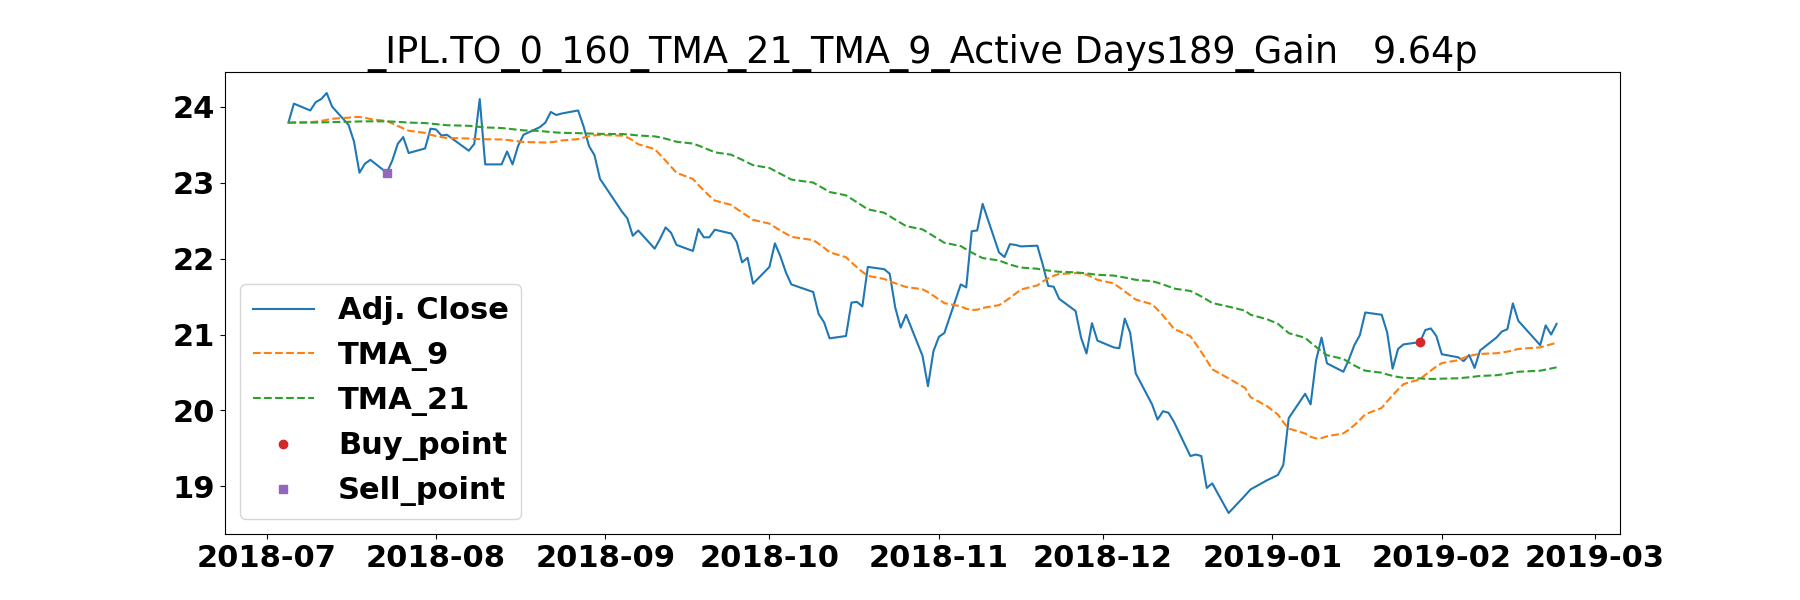 _IPL.TO_0_160_TMA_21_TMA_9_Active Days189_Gain   9.64p
24
23
22
21
20
19
Adj. Close
TMA_9
TMA_21
Buy_point
Sell_point
2018-07 2018-08 2018-09 2018-10 2018-11 2018-12 2019-01 2019-02 2019-03